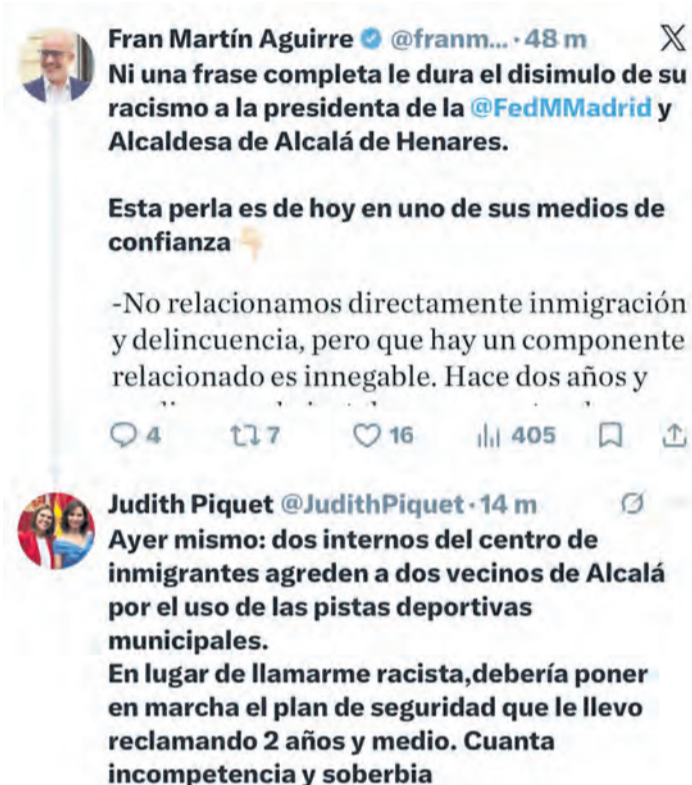 Fran Martín Aguirre @franm... · 48 m
Ni una frase completa le dura el disimulo de su
racismo a la presidenta de la @FedMMadrid y
Alcaldesa de Alcalá de Henares.
Esta perla es de hoy en uno de sus medios de
confianza
-No relacionamos directamente inmigración
y delincuencia, pero que hay un componente
relacionado es innegable. Hace dos años y
4 7 16 405
Judith Piquet @JudithPiquet · 14 m
Ayer mismo: dos internos del centro de
inmigrantes agreden a dos vecinos de Alcalá
por el uso de las pistas deportivas
municipales.
En lugar de llamarme racista,debería poner
en marcha el plan de seguridad que le llevo
reclamando 2 años y medio. Cuanta
incompetencia y soberbia